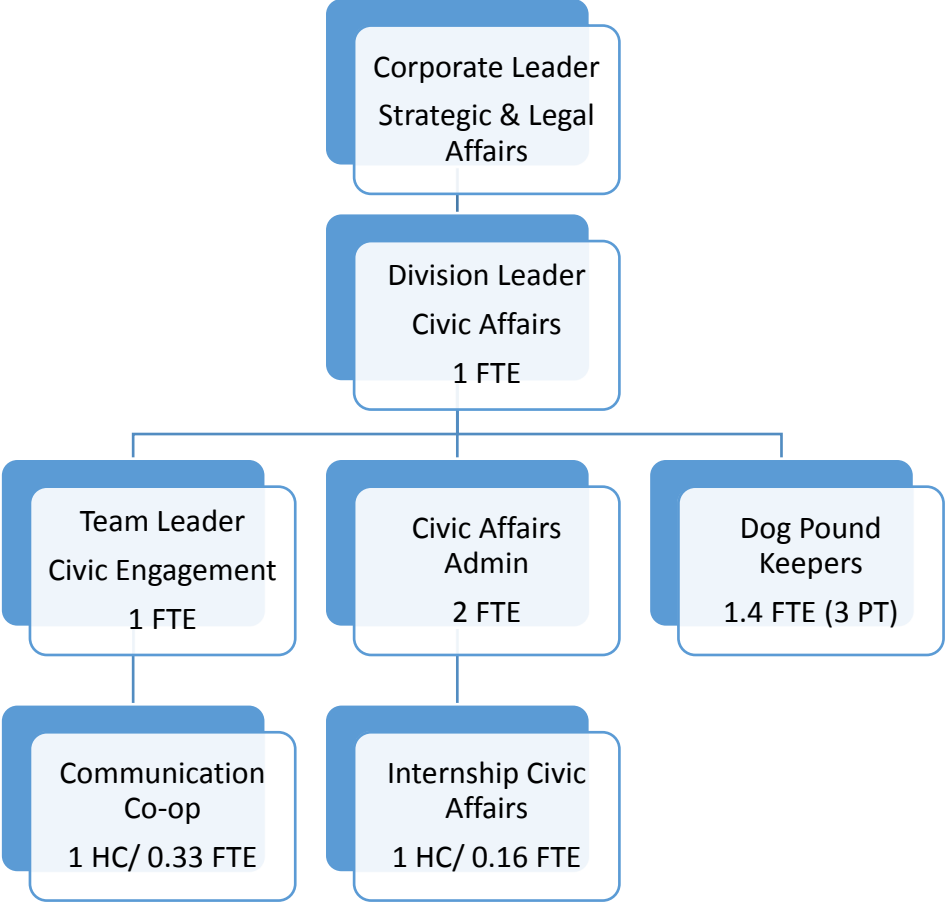 Corporate Leader
Strategic & Legal
Affairs
Division Leader
Civic Affairs
1 FTE
Team Leader
Civic Engagement
1 FTE
Civic Affairs
Admin
2 FTE
Dog Pound
Keepers
1.4 FTE (3 PT)
Communication
Co-op
1 HC/ 0.33 FTE
Internship Civic
Affairs
1 HC/ 0.16 FTE